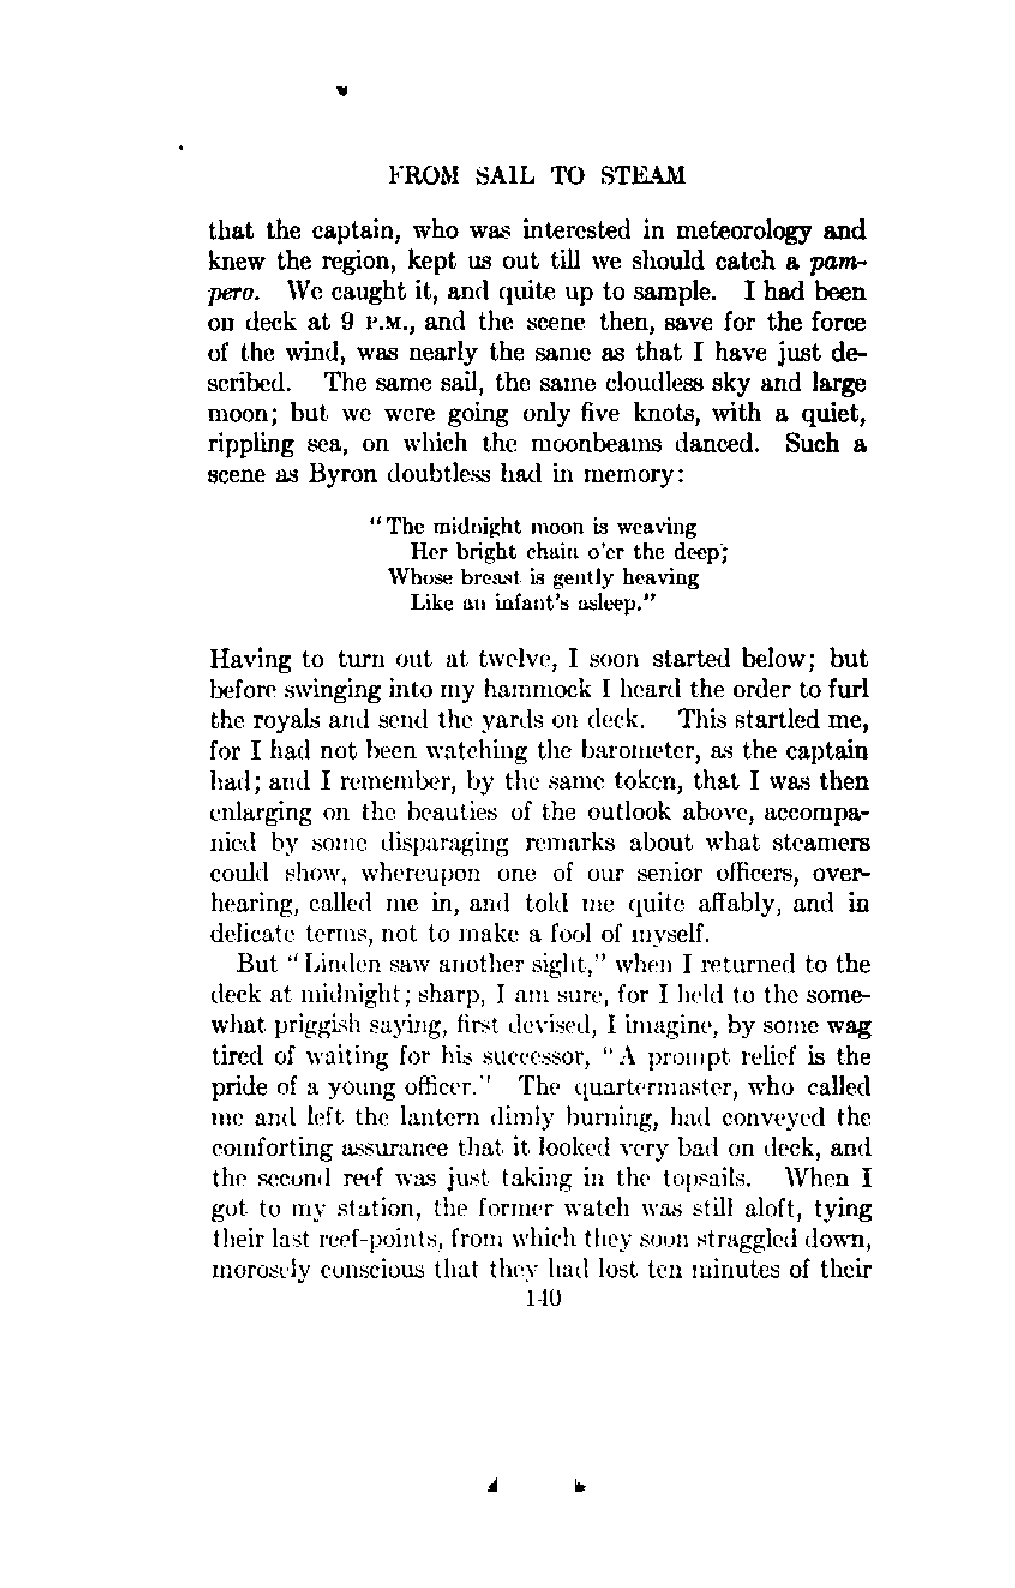 FROM SAIL TO STEAM
that the captain, who was interested in meteorology and
knew the region, kept us out till we should catch a pam-
pero. We caught it, and quite up to sample. I had been
on deck at 9 P.M., and the scene then, save for the force
of the wind, was nearly the same as that I have just de-
scribed. The same sail, the same cloudless sky and large
moon; but we were going only five knots, with a quiet,
rippling sea, on which the moonbeams danced. Such a
scene as Byron doubtless had in memory:
"The midnight moon is weaving
Her bright chain o'er the deep;
Whose breast is gently heaving
Like an infant's asleep."
Having to turn out at twelve, I soon started below; but
before swinging into my hammock I heard the order to furl
the royals and send the yards on deck. This startled me,
for I had not been watching the barometer, as the captain
had; and I remember, by the same token, that I was then
enlarging on the beauties of the outlook above, accompa-
nied by some disparaging remarks about what steamers
could show, whereupon one of our senior officers, over-
hearing, called me in, and told me quite affably, and in
delicate terms, not to make a fool of myself.
But "Linden saw another sight," when I returned to the
deck at midnight; sharp, I am sure, for I held to the some-
what priggish saying, first devised, I imagine, by some wag
tired of waiting for his successor, "A prompt relief is the
pride of a young officer." The quartermaster, who called
me and left the lantern dimly burning, had conveyed the
comforting assurance that it looked very bad on deck, and
the second reef was just taking in the topsails. When I
got to my station, the former watch was still aloft, tying
their last reef-points, from which they soon straggled down,
morosely conscious that they had lost ten minutes of their
140